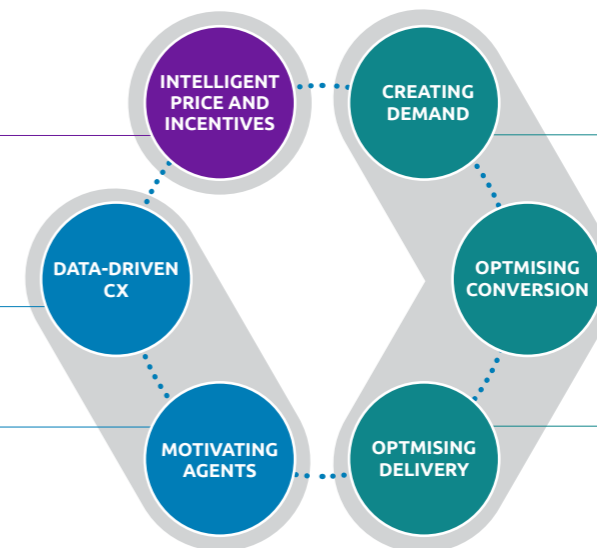 INTELLIGENT
PRICE AND
INCENTIVES
CREATING
DEMAND
DATA-DRIVEN
CX
OPTMISING
CONVERSION
MOTIVATING
AGENTS
OPTMISING
DELIVERY